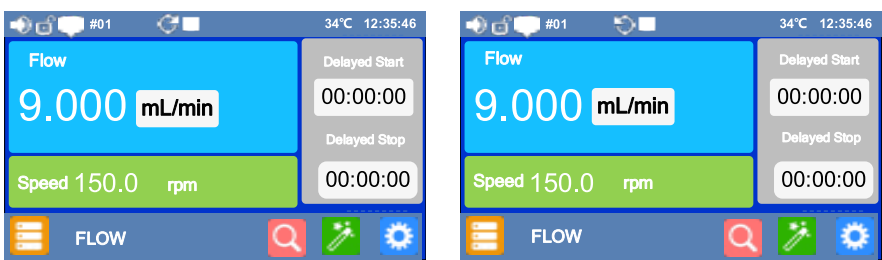 #01 34℃ 12:35:46
Flow
9.000 mL/min
Delayed Start
00:00:00
Delayed Stop
00:00:00
Speed 150.0 rpm
FLOW
#01 34℃ 12:35:46
Flow
9.000 mL/min
Delayed Start
00:00:00
Delayed Stop
00:00:00
Speed 150.0 rpm
FLOW